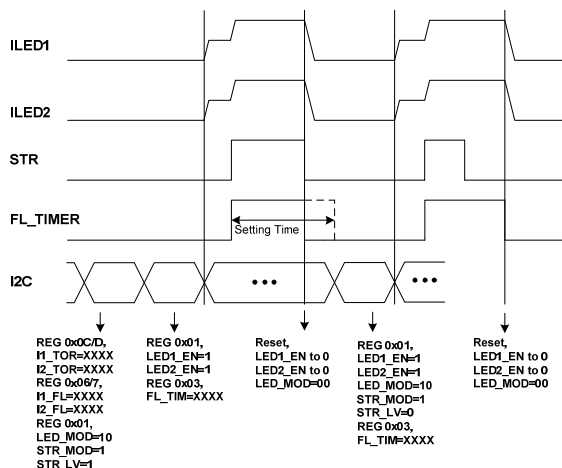 ILED1
ILED2
STR
FL_TIMER
Setting Time
I2C
•••
•••
REG 0x0C/D,
I1_TOR=XXXX
I2_TOR=XXXX
REG 0x06/7,
I1_FL=XXXX
I2_FL=XXXX
REG 0x01,
LED_MOD=10
STR_MOD=1
STR_LV=1
REG 0x01,
LED1_EN=1
LED2_EN=1
REG 0x03,
FL_TIM=XXXX
Reset,
LED1_EN to 0
LED2_EN to 0
LED_MOD=00
REG 0x01,
LED1_EN=1
LED2_EN=1
LED_MOD=10
STR_MOD=1
STR_LV=0
REG 0x03,
FL_TIM=XXXX
Reset,
LED1_EN to 0
LED2_EN to 0
LED_MOD=00